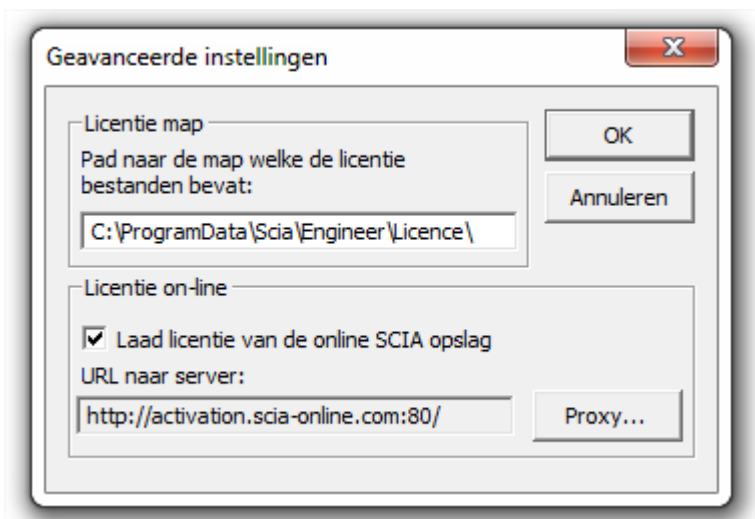 Geavanceerde instellingen
Licentie map
Pad naar de map welke de licentie
bestanden bevat:
C:\ProgramData\Scia\Engineer\Licence\
OK
Annuleren
Licentie on-line
Laad licentie van de online SCIA opslag
URL naar server:
http://activation.scia-online.com:80/
Proxy...